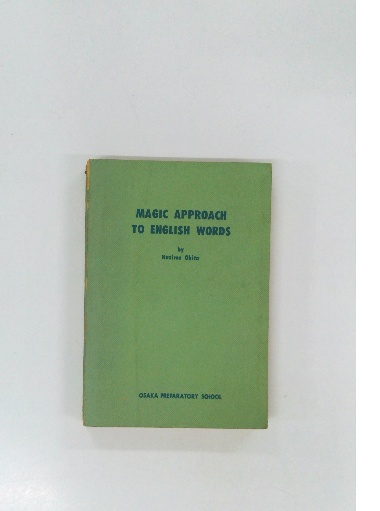 MAGIC APPROACH
TO ENGLISH WORDS
by
OSAKA PREPARATORY SCHOOL